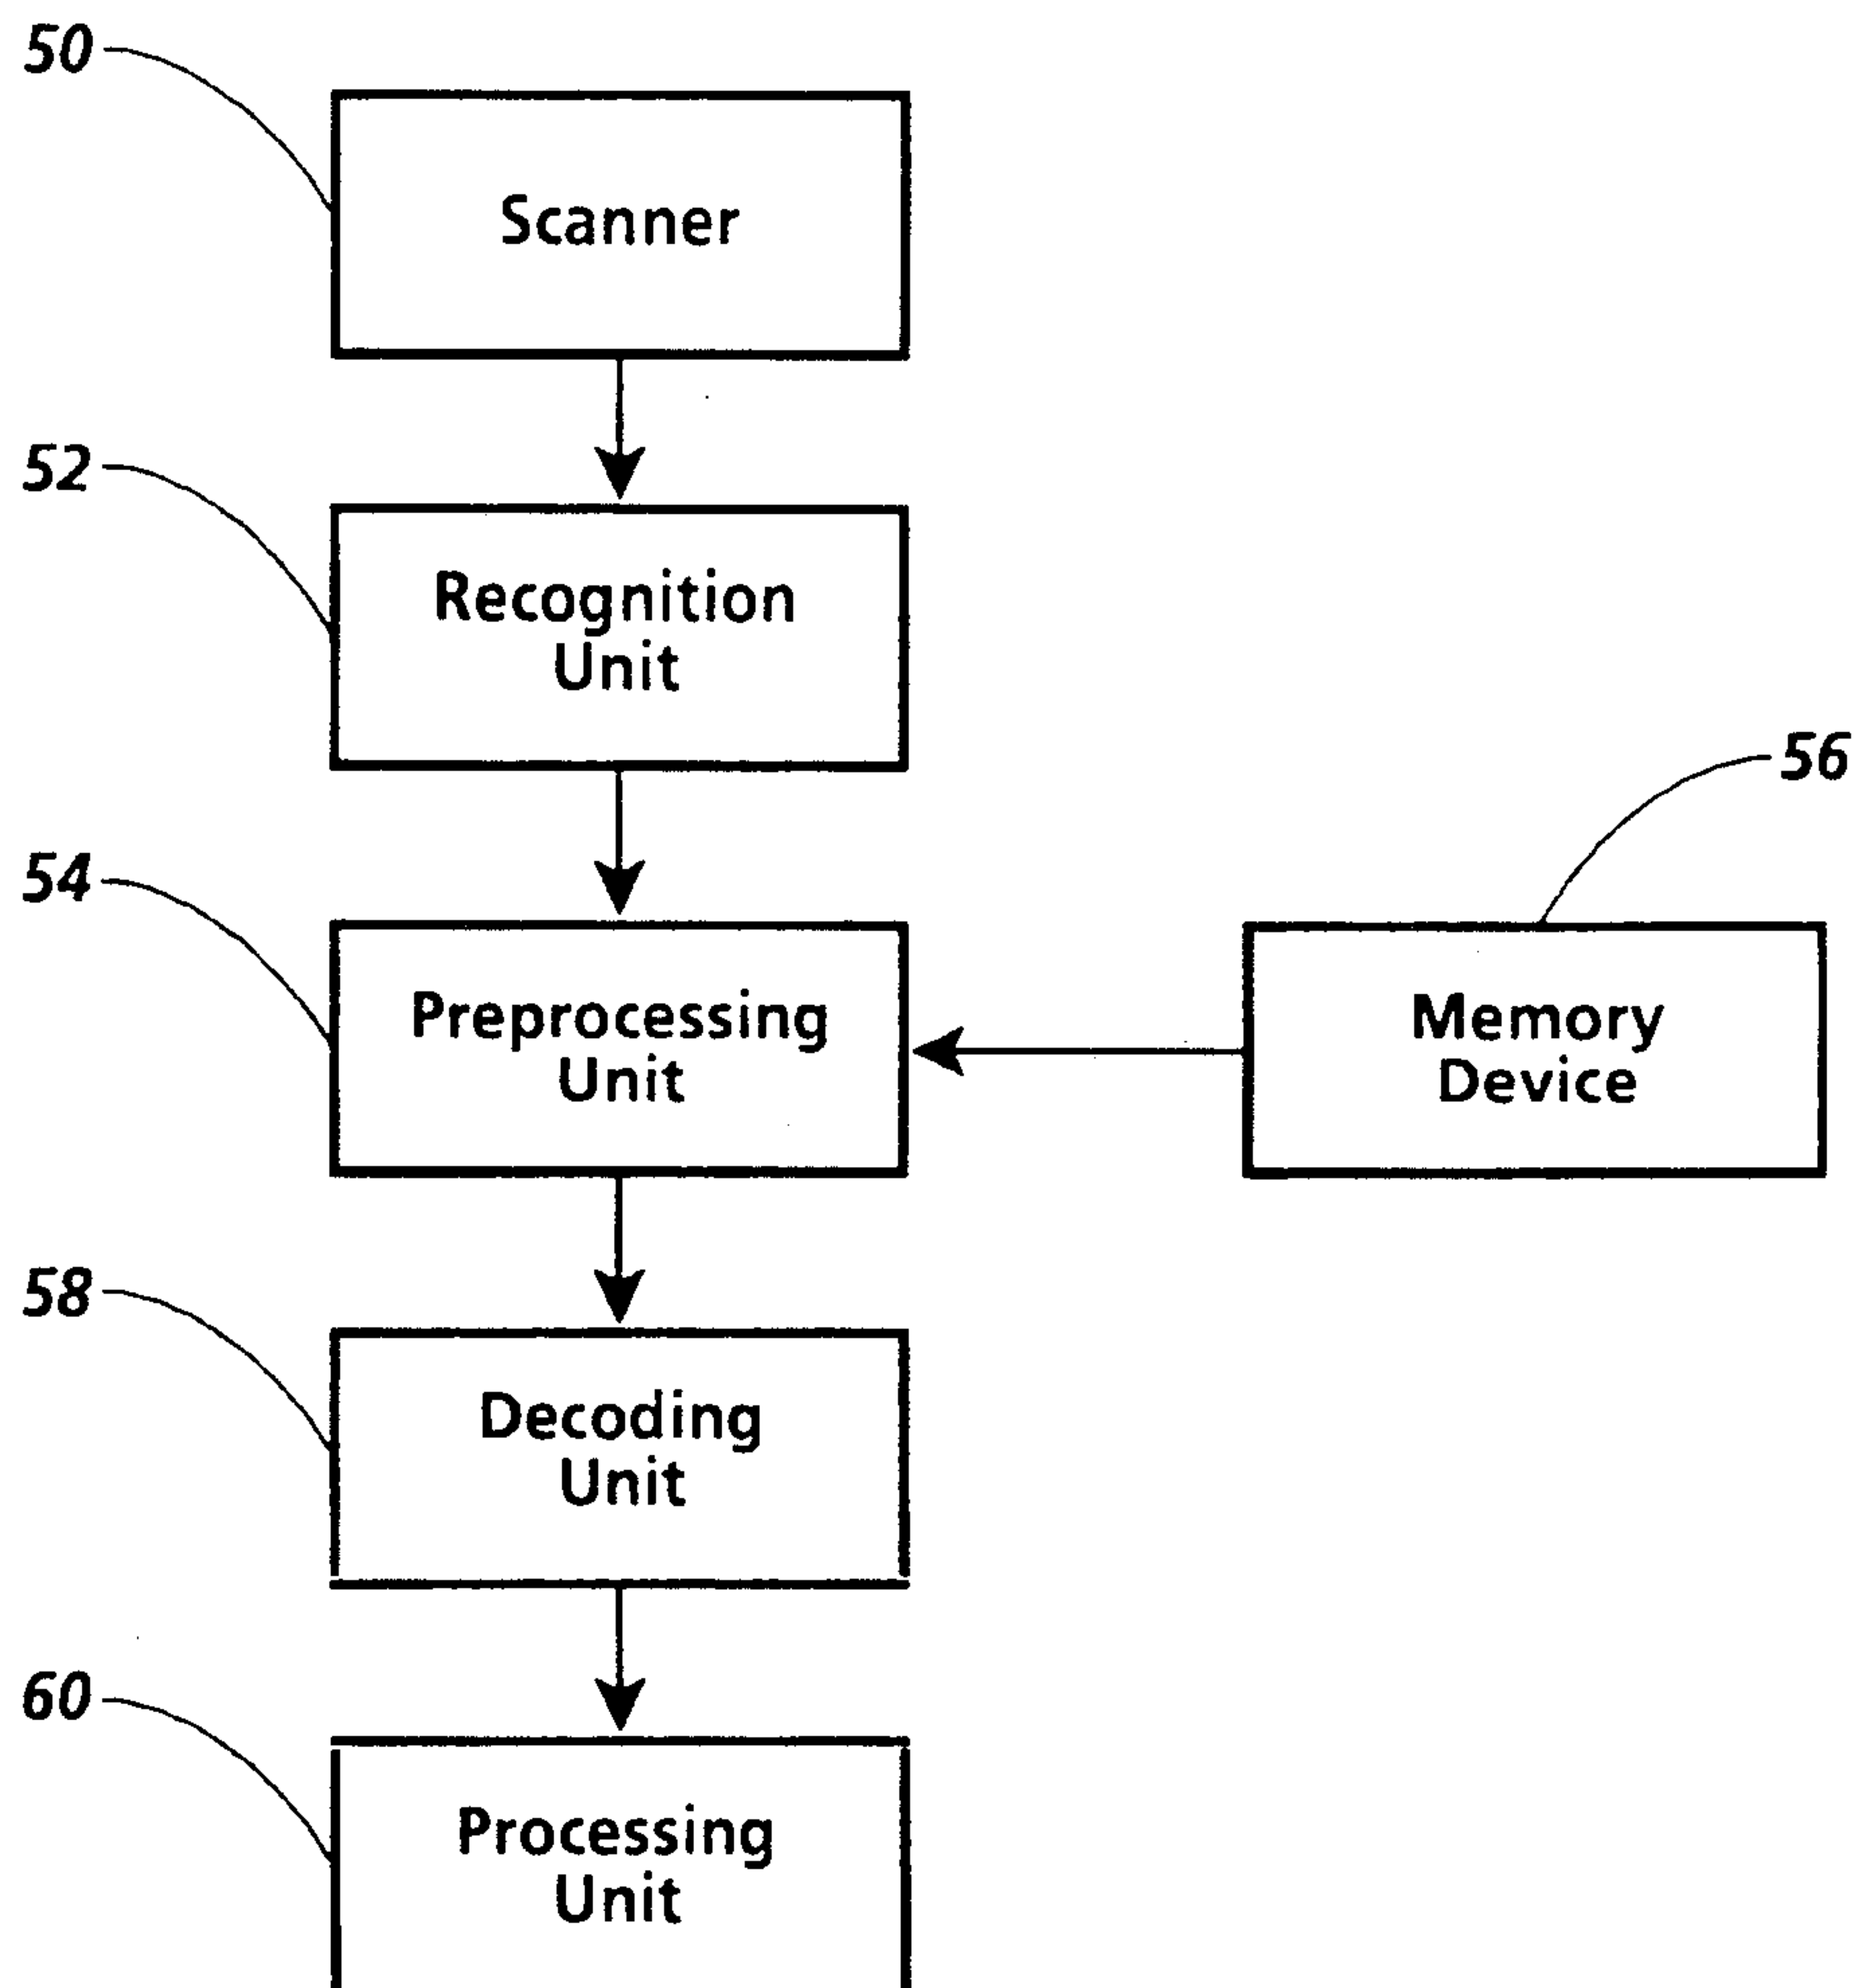 50
Scanner
52
Recognition
Unit
56
54
Preprocessing
Unit
Memory
Device
58
Decoding
Unit
60
Processing
Unit